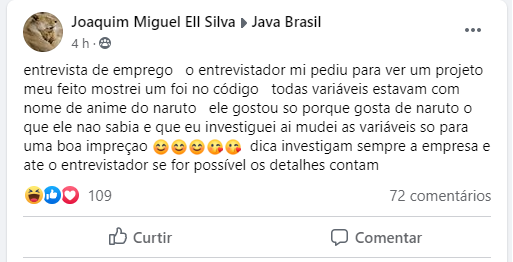 Joaquim Miguel Ell Silva ▸ Java Brasil
4 h ·
entrevista de emprego o entrevistador mi pediu para ver um projeto
meu feito mostrei um foi no código todas variáveis estavam com
nome de anime do naruto ele gostou so porque gosta de naruto o
que ele nao sabia e que eu investiguei ai mudei as variáveis so para
uma boa impreçao 😊😊😊😘😘 dica investigam sempre a empresa e
ate o entrevistador se for possível os detalhes contam
109
72 comentários
Curtir
Comentar